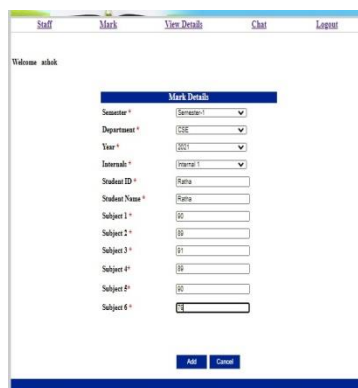 Staff Mark View Details Chat Logout
Welcome ashok
Mark Details
Semester * Semester-1
Department * CSE
Year * 2021
Internals * Internal 1
Student ID * Ratha
Student Name * Ratha
Subject 1 * 90
Subject 2 * 89
Subject 3 * 91
Subject 4* 89
Subject 5* 90
Subject 6 *
Add Cancel